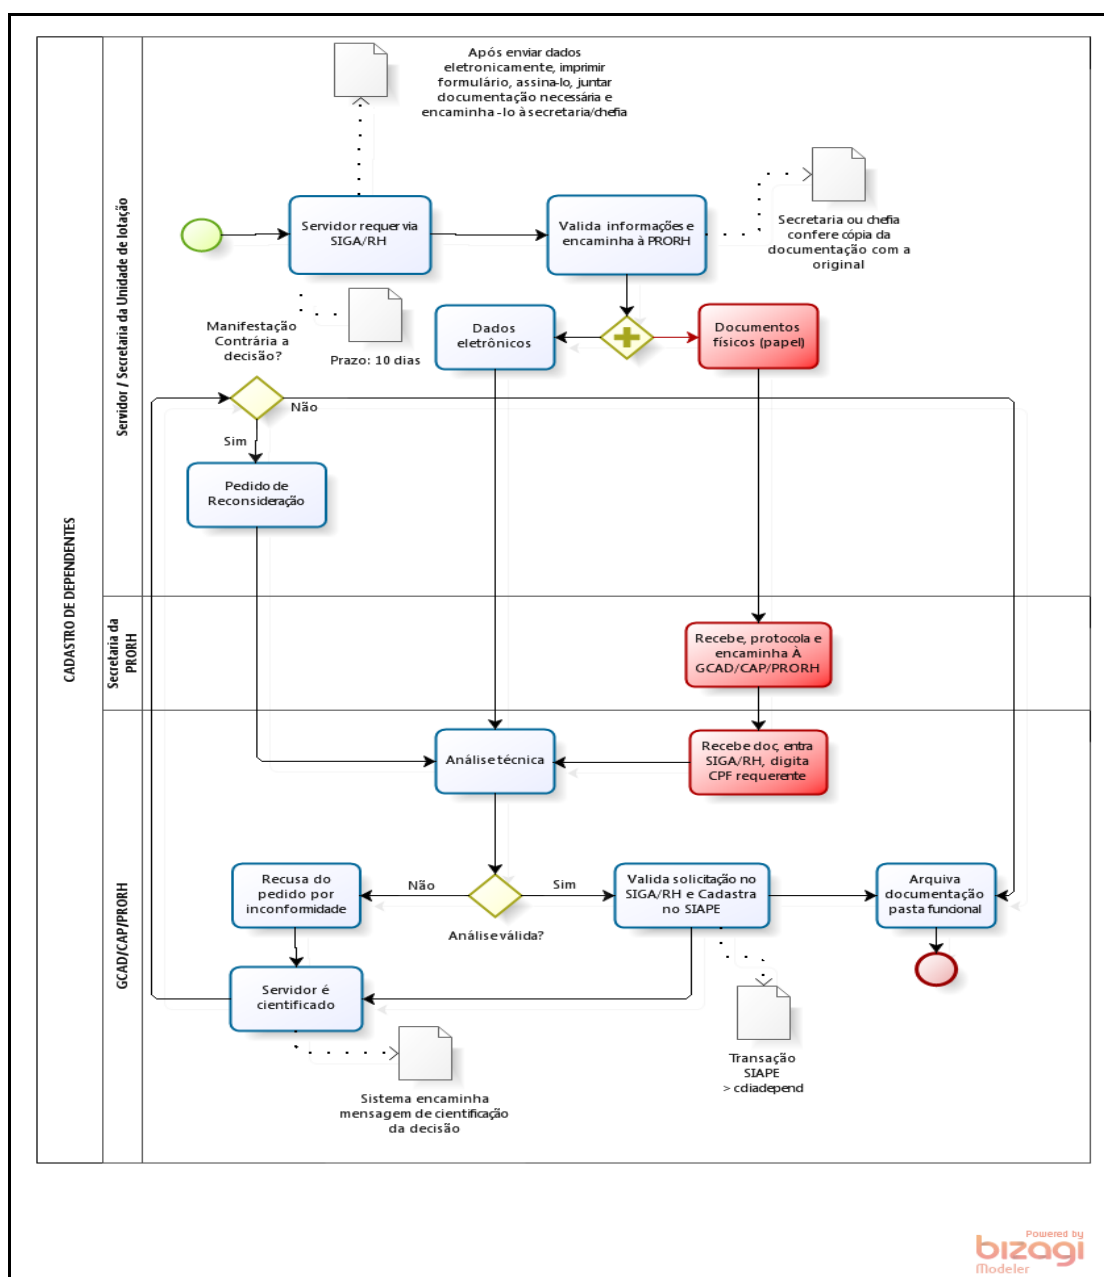 CADASTRO DE DEPENDENTES
Servidor / Secretaria da Unidade de lotação
Após enviar dados
eletronicamente, imprimir
formulário, assina-lo, juntar
documentação necessária e
encaminha -lo à secretaria/chefia
Servidor requer via
SIGA/RH
Valida informações e
encaminha à PRORH
Secretaria ou chefia
confere cópia da
documentação com a
original
Prazo: 10 dias
Dados
eletrônicos
Documentos
físicos (papel)
Manifestação
Contrária a
decisão?
Não
Sim
Pedido de
Reconsideração
Secretaria da
PRORH
Recebe, protocola e
encaminha À
GCAD/CAP/PRORH
GCAD/CAP/PRORH
Análise técnica
Recebe doc, entra
SIGA/RH, digita
CPF requerente
Recusa do
pedido por
inconformidade
Não
Sim
Análise válida?
Valida solicitação no
SIGA/RH e Cadastra
no SIAPE
Arquiva
documentação
pasta funcional
Servidor é
cientificado
Sistema encaminha
mensagem de cientificação
da decisão
Transação
SIAPE
> cdiadepend
Powered by
bizagi
Modeler